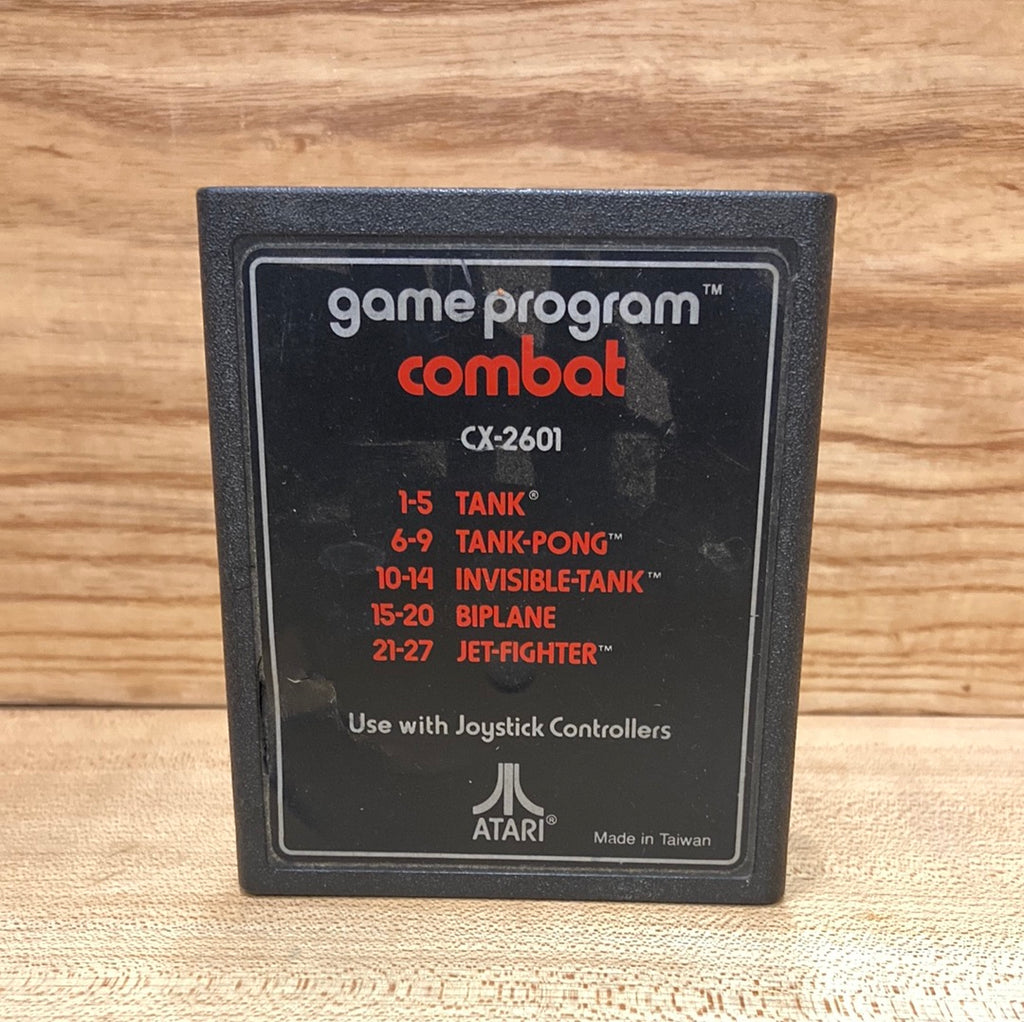 game program™
combat
CX-2601
1-5 TANK®
6-9 TANK-PONG™
10-14 INVISIBLE-TANK™
15-20 BIPLANE
21-27 JET-FIGHTER™
Use with Joystick Controllers
ATARI®
Made in Taiwan